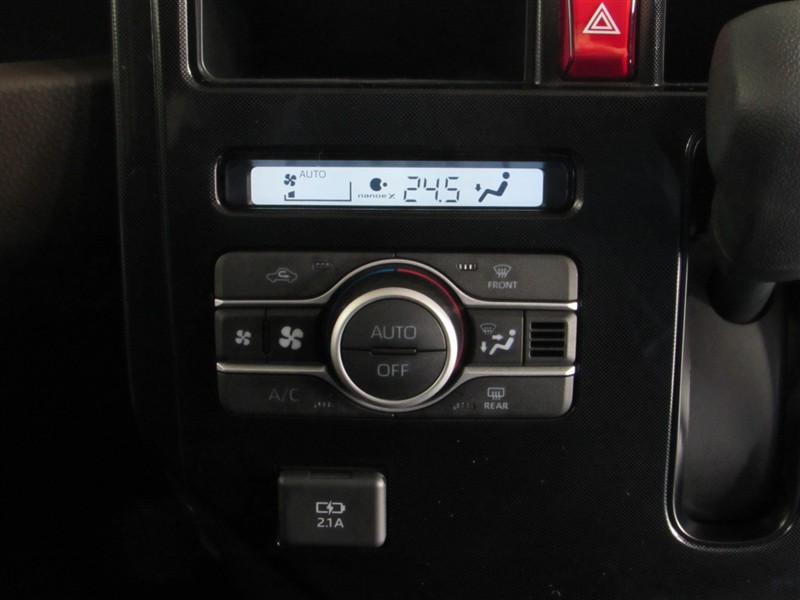 AUTO
nanoe X 24.5
FRONT
AUTO
OFF
A/C
REAR
2.1A